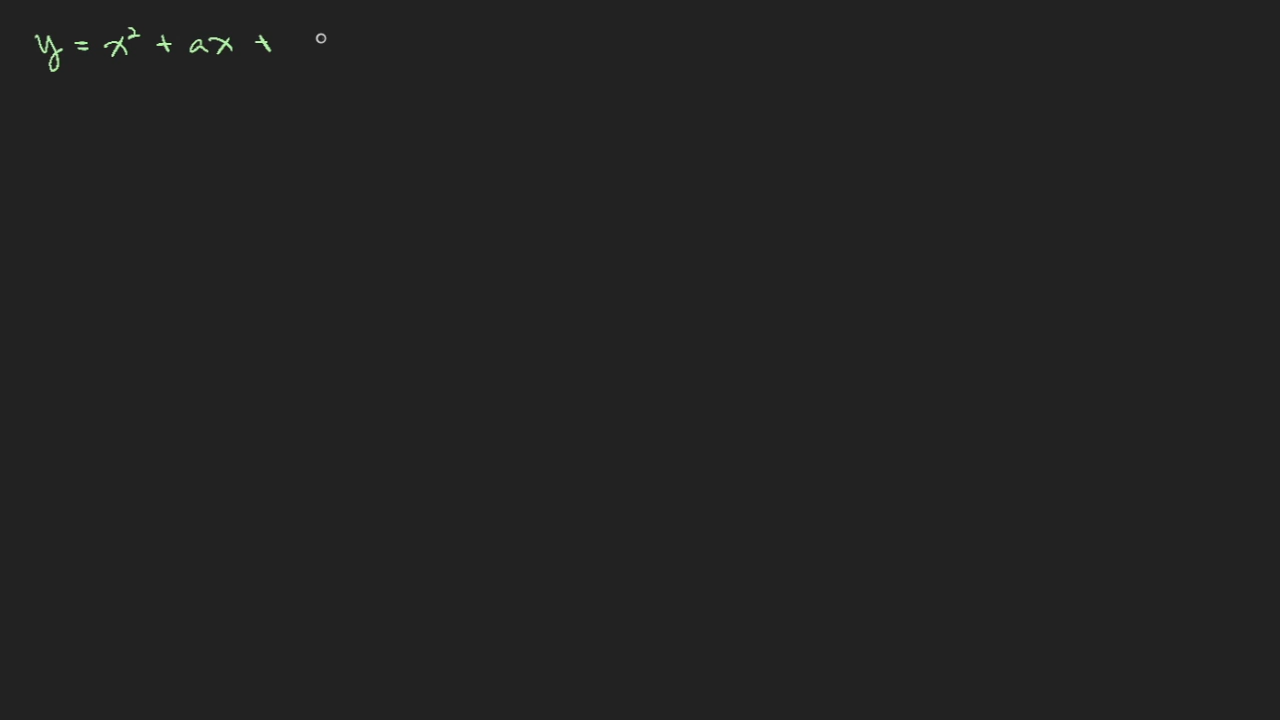 y = x² + ax +